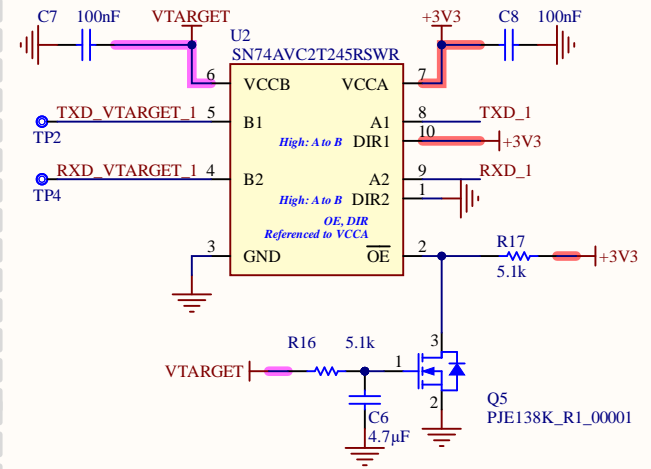 C7 100nF VTARGET +3V3 C8 100nF
U2
SN74AVC2T245RSWR
6 VCCB VCCA 7
TXD_VTARGET_1 5 B1 A1 8 TXD_1
TP2 High: A to B DIR1 10 +3V3
RXD_VTARGET_1 4 B2 A2 9 RXD_1
TP4 High: A to B DIR2 1
OE, DIR
Referenced to VCCA
3 GND OE 2 R17 +3V3
5.1k
R16 5.1k 3
VTARGET 1
2 Q5
C6 PJE138K_R1_00001
4.7µF